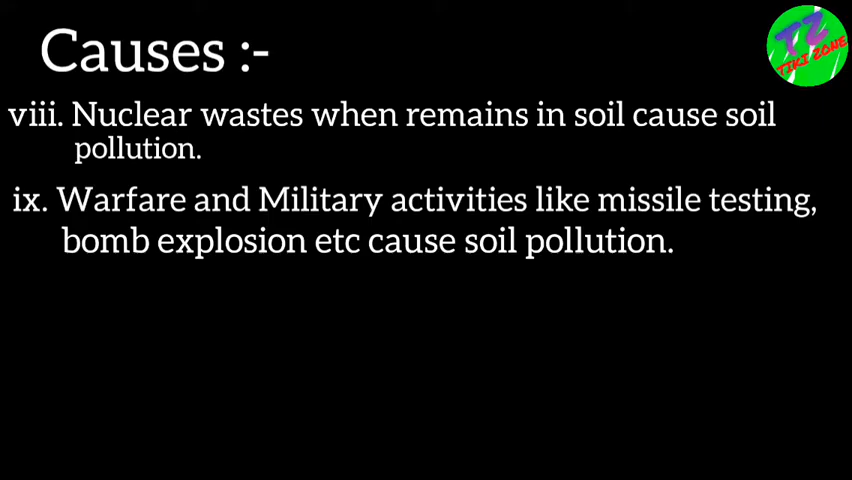 Causes :-
TZ
TIKI ZONE
viii. Nuclear wastes when remains in soil cause soil
pollution.
ix. Warfare and Military activities like missile testing,
bomb explosion etc cause soil pollution.